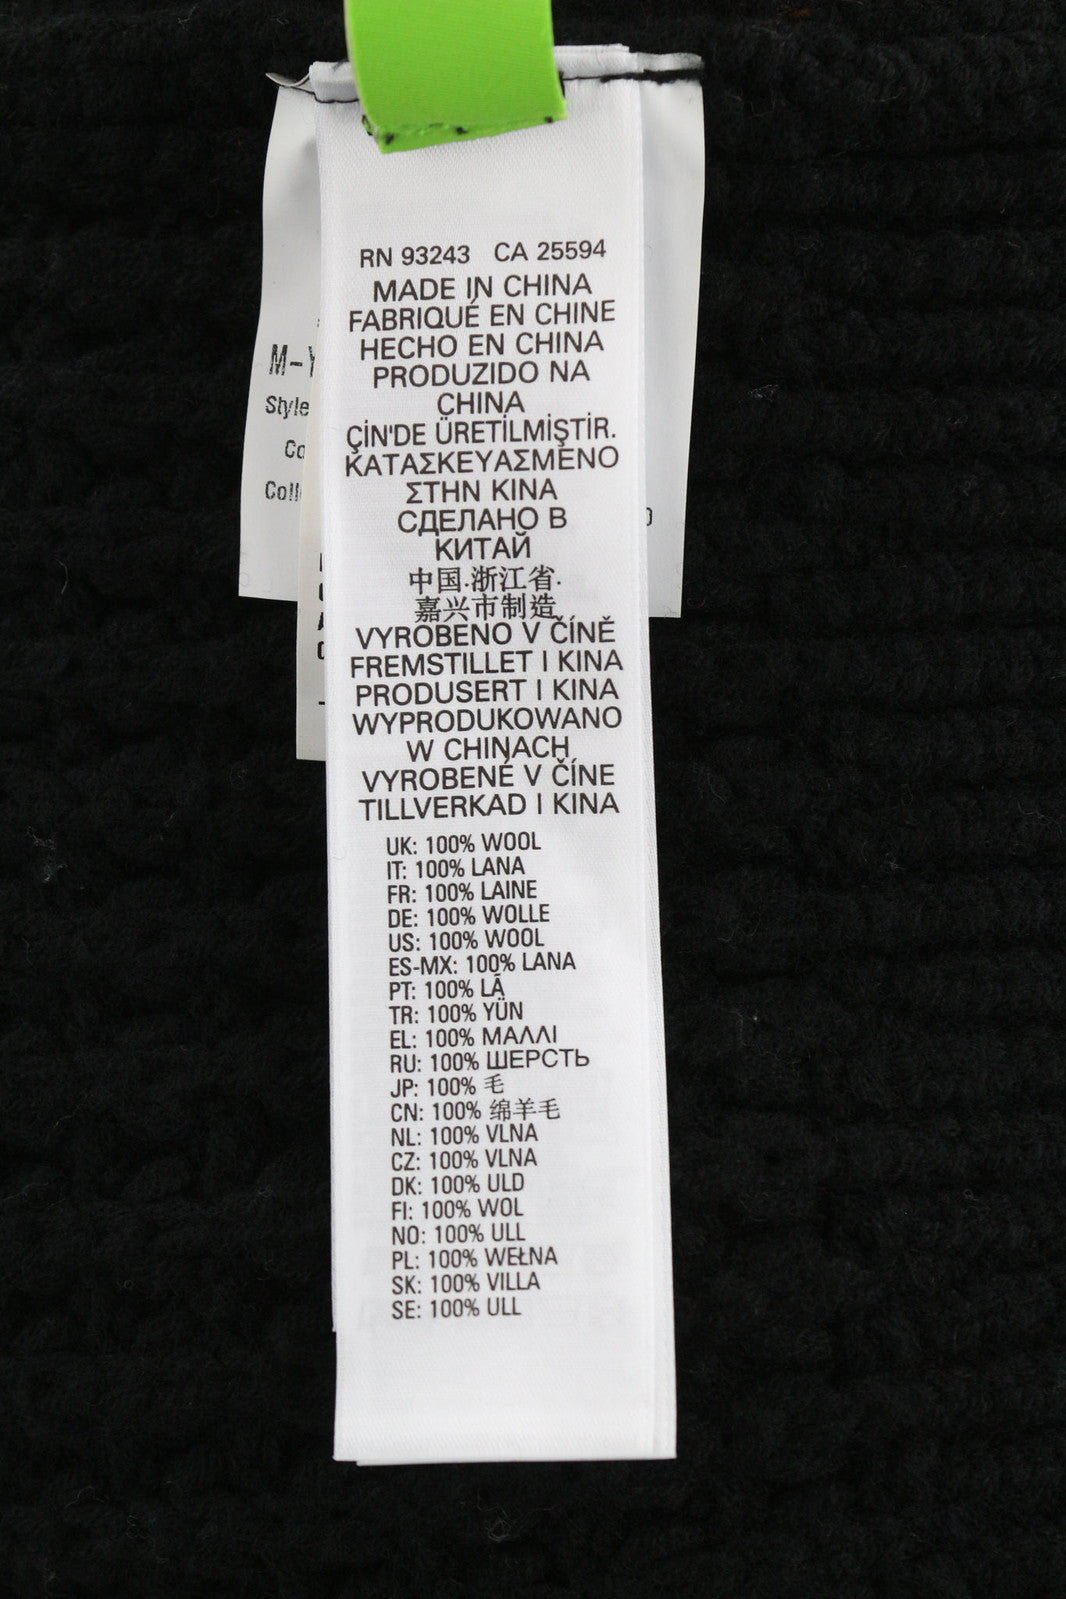 RN 93243 CA 25594
MADE IN CHINA
FABRIQUÉ EN CHINE
HECHO EN CHINA
PRODUZIDO NA
CHINA
ÇİN'DE ÜRETİLMİŞTİR.
ΚΑΤΑΣΚΕΥΑΣΜΕΝΟ
ΣΤΗΝ ΚΙΝΑ
СДЕЛАНО В
КИТАЙ
中国.浙江省.
嘉兴市制造
VYROBENO V ČÍNĚ
FREMSTILLET I KINA
PRODUSERT I KINA
WYPRODUKOWANO
W CHINACH
VYROBENÉ V ČÍNE
TILLVERKAD I KINA
UK: 100% WOOL
IT: 100% LANA
FR: 100% LAINE
DE: 100% WOLLE
US: 100% WOOL
ES-MX: 100% LANA
PT: 100% LÃ
TR: 100% YÜN
EL: 100% ΜΑΛΛΙ
RU: 100% ШЕРСТЬ
JP: 100% 毛
CN: 100% 绵羊毛
NL: 100% VLNA
CZ: 100% VLNA
DK: 100% ULD
FI: 100% WOL
NO: 100% ULL
PL: 100% WEŁNA
SK: 100% VILLA
SE: 100% ULL
M-Y
Style
Co
Coll